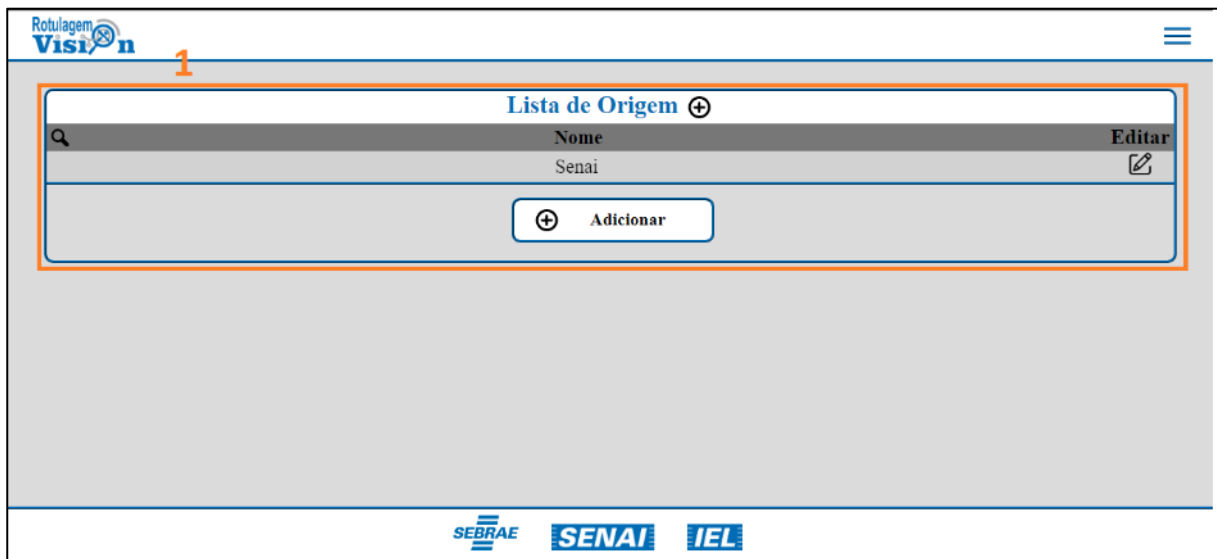 Rotulagem
Vision
1
Lista de Origem
Nome Editar
Senai
Adicionar
SEBRAE SENAI IEL